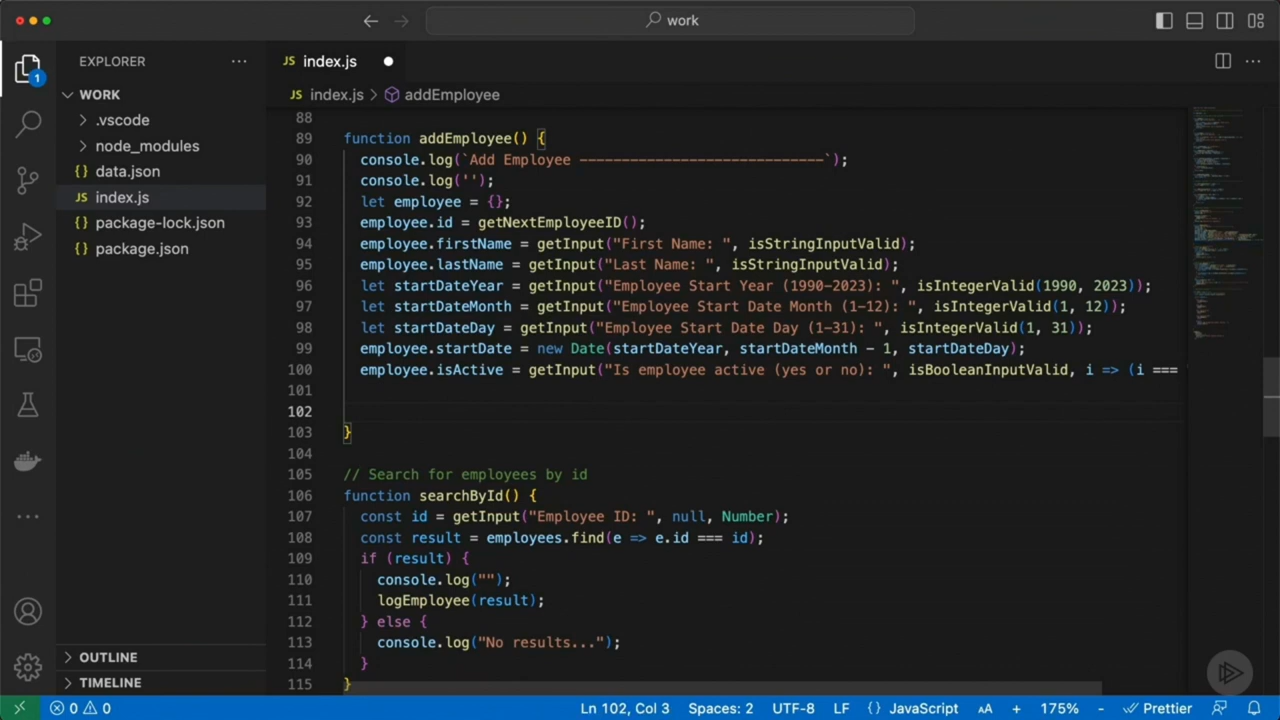 work
EXPLORER
JS index.js
WORK
JS index.js > addEmployee
.vscode
node_modules
{} data.json
JS index.js
{} package-lock.json
{} package.json
1
88
89 function addEmployee() {
90 console.log(`Add Employee -----------------------------`);
91 console.log('');
92 let employee = {};
93 employee.id = getNextEmployeeID();
94 employee.firstName = getInput("First Name: ", isStringInputValid);
95 employee.lastName = getInput("Last Name: ", isStringInputValid);
96 let startDateYear = getInput("Employee Start Year (1990-2023): ", isIntegerValid(1990, 2023));
97 let startDateMonth = getInput("Employee Start Date Month (1-12): ", isIntegerValid(1, 12));
98 let startDateDay = getInput("Employee Start Date Day (1-31): ", isIntegerValid(1, 31));
99 employee.startDate = new Date(startDateYear, startDateMonth - 1, startDateDay);
100 employee.isActive = getInput("Is employee active (yes or no): ", isBooleanInputValid, i => (i ===
101
102
103 }
104
105 // Search for employees by id
106 function searchById() {
107 const id = getInput("Employee ID: ", null, Number);
108 const result = employees.find(e => e.id === id);
109 if (result) {
110 console.log("");
111 logEmployee(result);
112 } else {
113 console.log("No results...");
114 }
115 }
OUTLINE
TIMELINE
0 0 Ln 102, Col 3 Spaces: 2 UTF-8 LF {} JavaScript AA + 175% - Prettier